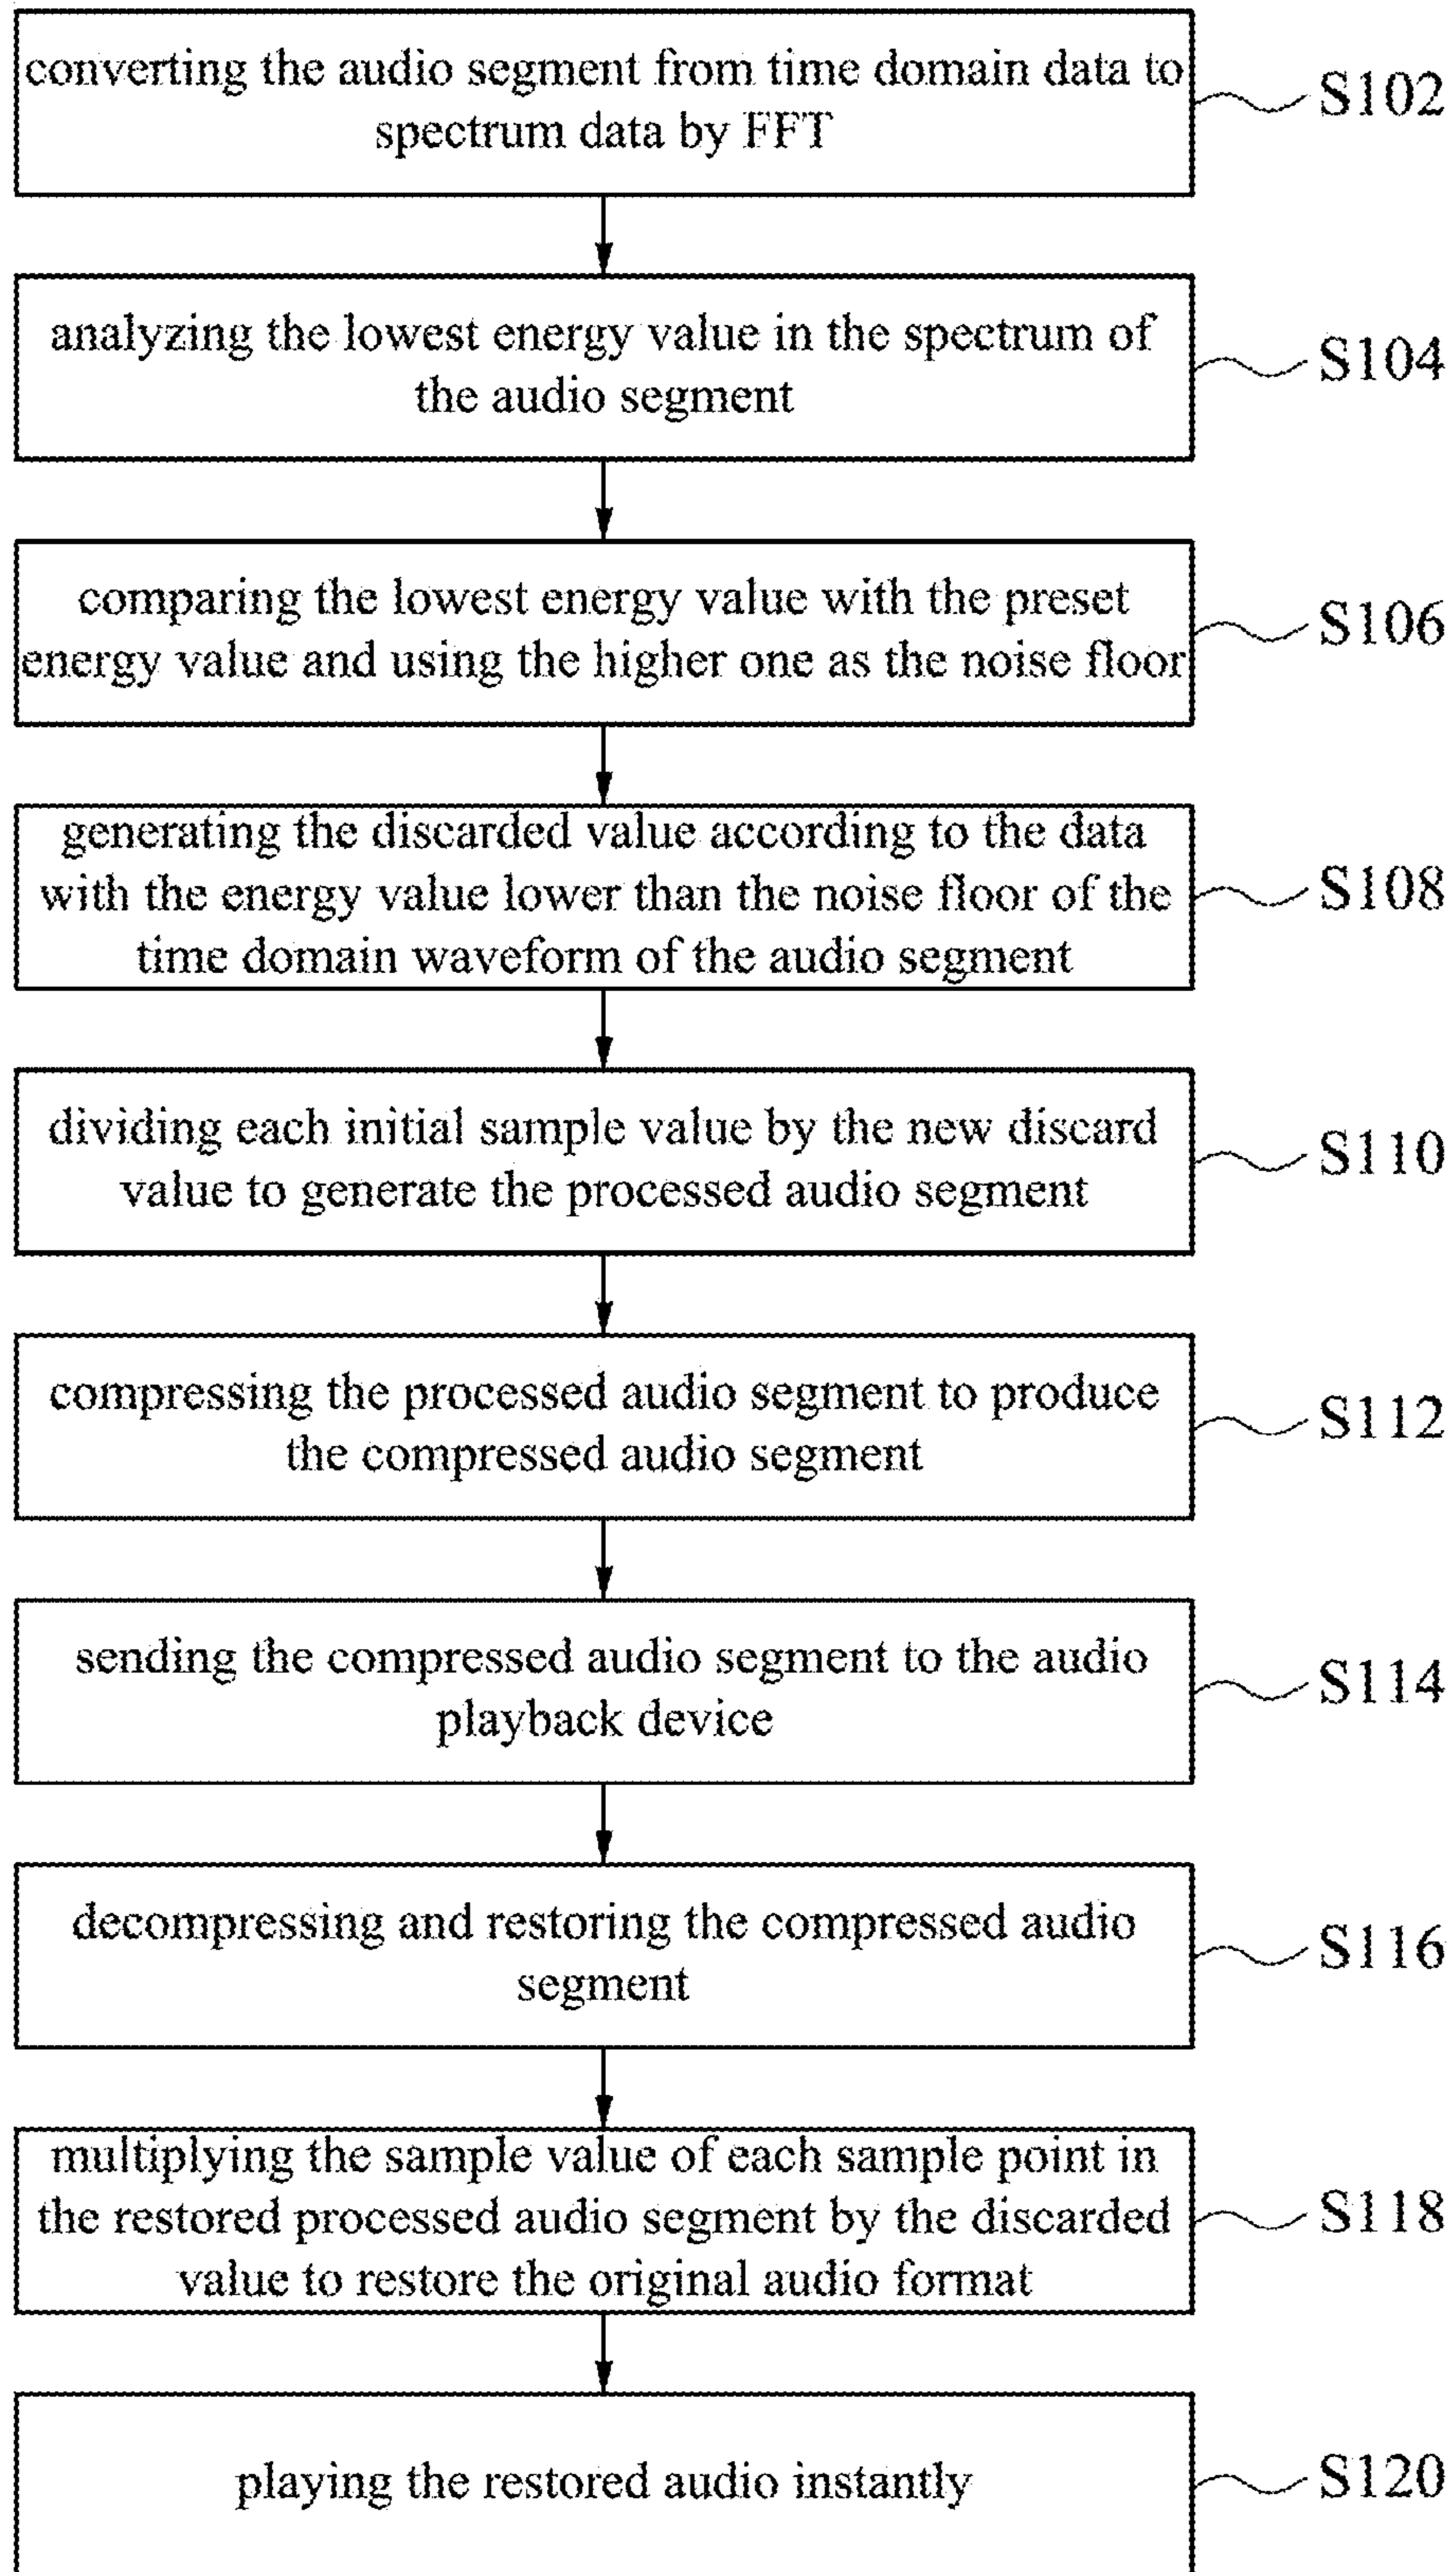 converting the audio segment from time domain data to
spectrum data by FFT
S102
analyzing the lowest energy value in the spectrum of
the audio segment
S104
comparing the lowest energy value with the preset
energy value and using the higher one as the noise floor
S106
generating the discarded value according to the data
with the energy value lower than the noise floor of the
time domain waveform of the audio segment
S108
dividing each initial sample value by the new discard
value to generate the processed audio segment
S110
compressing the processed audio segment to produce
the compressed audio segment
S112
sending the compressed audio segment to the audio
playback device
S114
decompressing and restoring the compressed audio
segment
S116
multiplying the sample value of each sample point in
the restored processed audio segment by the discarded
value to restore the original audio format
S118
playing the restored audio instantly
S120